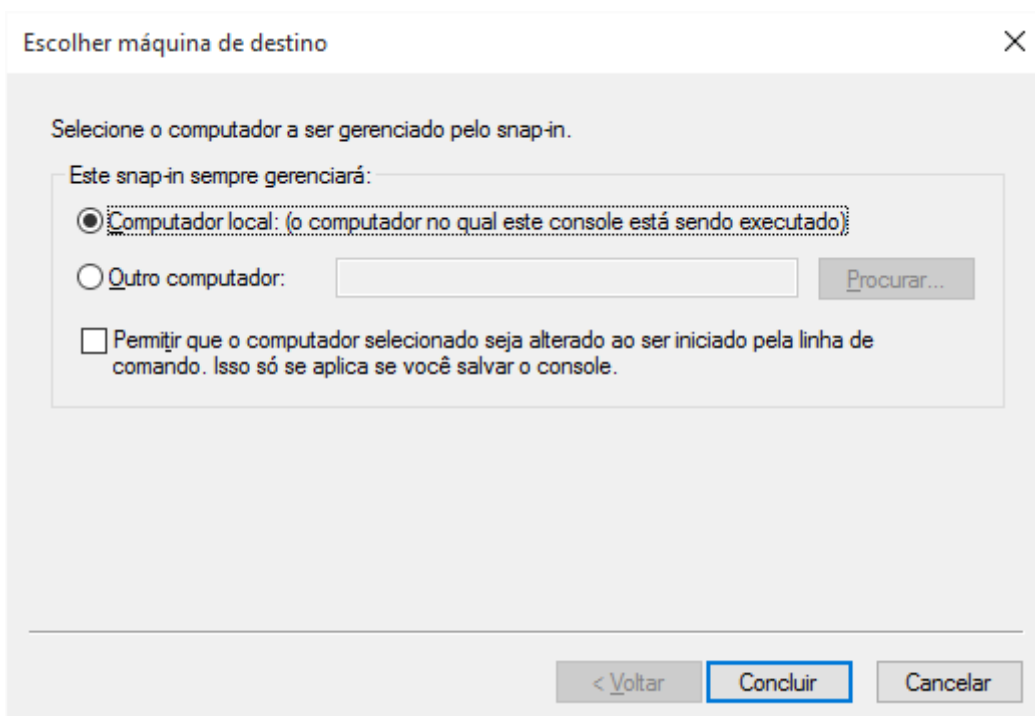 Escolher máquina de destino
Selecione o computador a ser gerenciado pelo snap-in.
Este snap-in sempre gerenciará:
Computador local: (o computador no qual este console está sendo executado)
Outro computador:
Procurar...
Permitir que o computador selecionado seja alterado ao ser iniciado pela linha de
comando. Isso só se aplica se você salvar o console.
< Voltar
Concluir
Cancelar